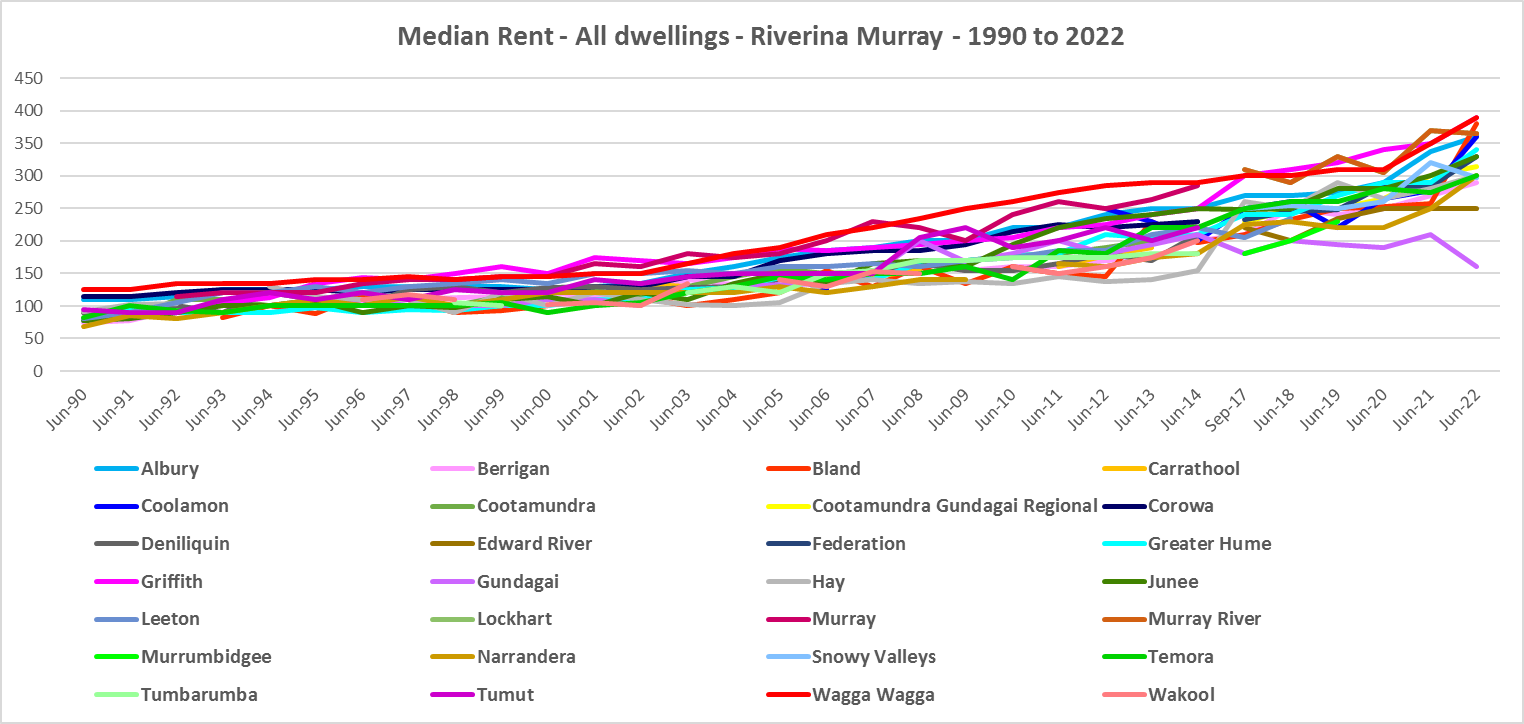 Median Rent - All dwellings - Riverina Murray - 1990 to 2022
450
400
350
300
250
200
150
100
50
0
Jun-90 Jun-91 Jun-92 Jun-93 Jun-94 Jun-95 Jun-96 Jun-97 Jun-98 Jun-99 Jun-00 Jun-01 Jun-02 Jun-03 Jun-04 Jun-05 Jun-06 Jun-07 Jun-08 Jun-09 Jun-10 Jun-11 Jun-12 Jun-13 Jun-14 Sep-17 Jun-18 Jun-19 Jun-20 Jun-21 Jun-22
Albury Berrigan Bland Carrathool
Coolamon Cootamundra Cootamundra Gundagai Regional Corowa
Deniliquin Edward River Federation Greater Hume
Griffith Gundagai Hay Junee
Leeton Lockhart Murray Murray River
Murrumbidgee Narrandera Snowy Valleys Temora
Tumbarumba Tumut Wagga Wagga Wakool